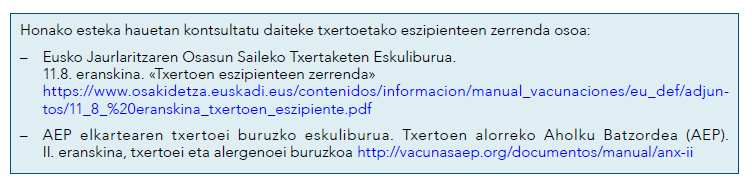 Honako esteka hauetan kontsultatu daiteke txertoetako eszipienteen zerrenda osoa:
– Eusko Jaurlaritzaren Osasun Saileko Txertaketen Eskuliburua.
11.8. eranskina. «Txertoen eszipienteen zerrenda»
https://www.osakidetza.euskadi.eus/contenidos/informacion/manual_vacunaciones/eu_def/adjun-
tos/11_8_%20eranskina_txertoen_eszipiente.pdf
– AEP elkartearen txertoei buruzko eskuliburua. Txertoen alorreko Aholku Batzordea (AEP).
II. eranskina, txertoei eta alergenoei buruzkoa http://vacunasaep.org/documentos/manual/anx-ii